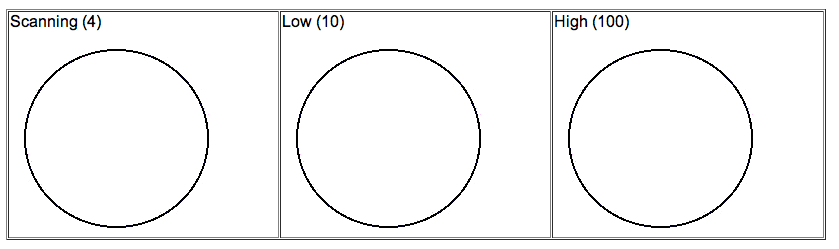 Scanning (4)
Low (10)
High (100)